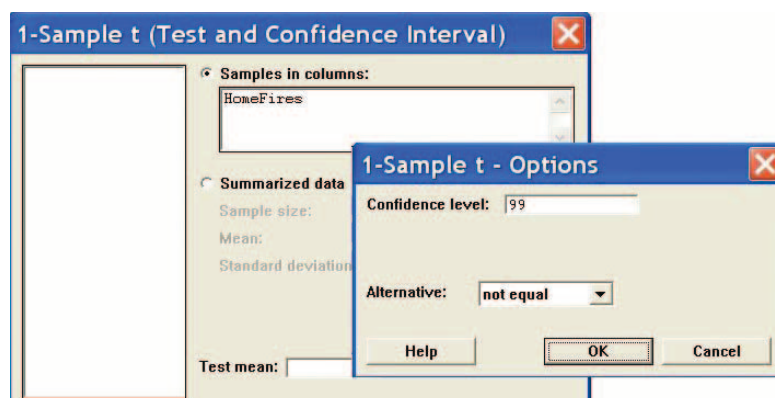 1-Sample t (Test and Confidence Interval)
Samples in columns:
HomeFires
Summarized data
Sample size:
Mean:
Standard deviation
Test mean:
1-Sample t - Options
Confidence level: 99
Alternative: not equal
Help OK Cancel